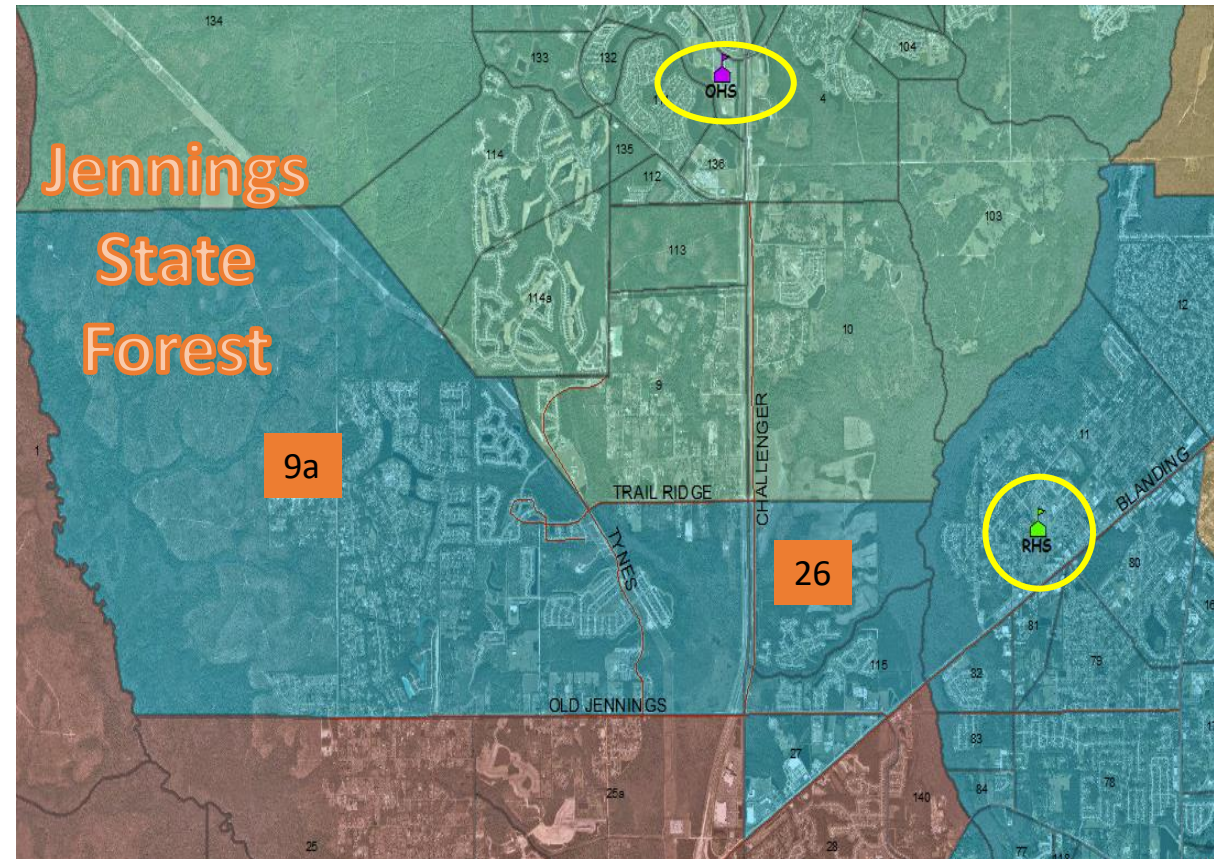 134
133
132
104
OHS
4
114
135
136
112
Jennings
State
Forest
103
113
12
114a
10
9
11
1
9a
TRAIL RIDGE
CHALLENGER
BLANDING
RHS
TYNES
26
80
81
79
115
32
OLD JENNINGS
27
83
78
84
25a
140
25
28
77